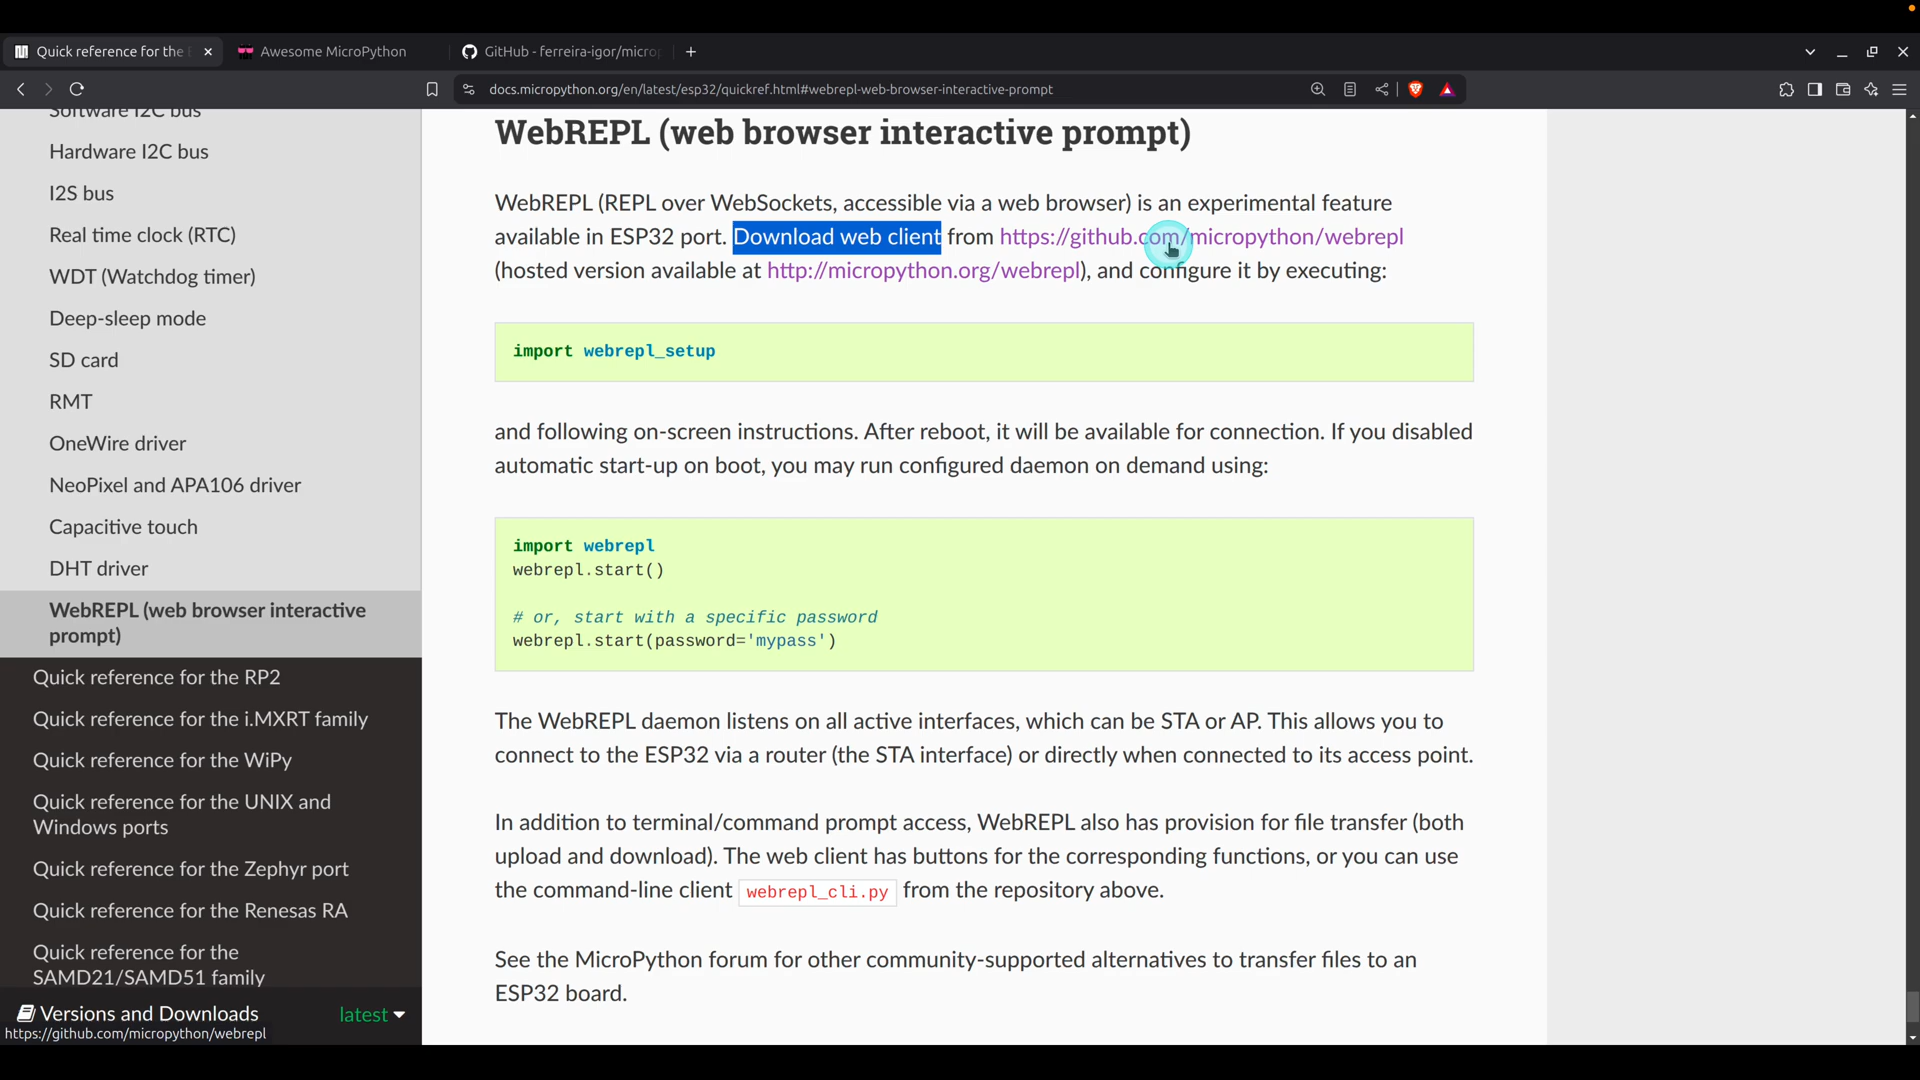 Quick reference for the
Awesome MicroPython
GitHub - ferreira-igor/micro
docs.micropython.org/en/latest/esp32/quickref.html#webrepl-web-browser-interactive-prompt
Software I2C bus
Hardware I2C bus
I2S bus
Real time clock (RTC)
WDT (Watchdog timer)
Deep-sleep mode
SD card
RMT
OneWire driver
NeoPixel and APA106 driver
Capacitive touch
DHT driver
WebREPL (web browser interactive
prompt)
Quick reference for the RP2
Quick reference for the i.MXRT family
Quick reference for the WiPy
Quick reference for the UNIX and
Windows ports
Quick reference for the Zephyr port
Quick reference for the Renesas RA
Quick reference for the
SAMD21/SAMD51 family
Versions and Downloads latest
https://github.com/micropython/webrepl
WebREPL (web browser interactive prompt)
WebREPL (REPL over WebSockets, accessible via a web browser) is an experimental feature
available in ESP32 port. Download web client from https://github.com/micropython/webrepl
(hosted version available at http://micropython.org/webrepl), and configure it by executing:
import webrepl_setup
and following on-screen instructions. After reboot, it will be available for connection. If you disabled
automatic start-up on boot, you may run configured daemon on demand using:
import webrepl
webrepl.start()
# or, start with a specific password
webrepl.start(password='mypass')
The WebREPL daemon listens on all active interfaces, which can be STA or AP. This allows you to
connect to the ESP32 via a router (the STA interface) or directly when connected to its access point.
In addition to terminal/command prompt access, WebREPL also has provision for file transfer (both
upload and download). The web client has buttons for the corresponding functions, or you can use
the command-line client webrepl_cli.py from the repository above.
See the MicroPython forum for other community-supported alternatives to transfer files to an
ESP32 board.